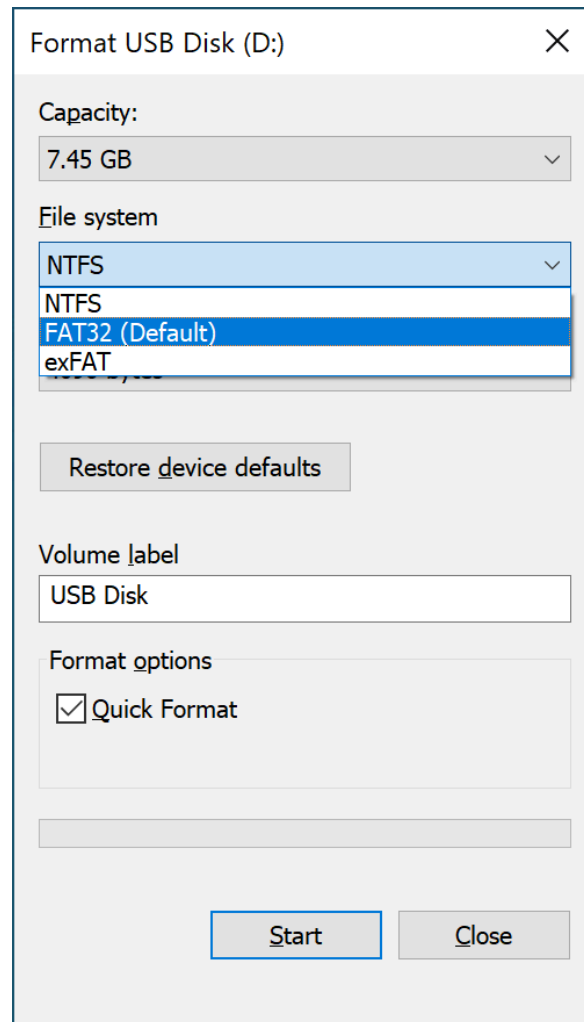 Format USB Disk (D:)
Capacity:
7.45 GB
File system
NTFS
NTFS
FAT32 (Default)
exFAT
Restore device defaults
Volume label
USB Disk
Format options
Quick Format
Start
Close